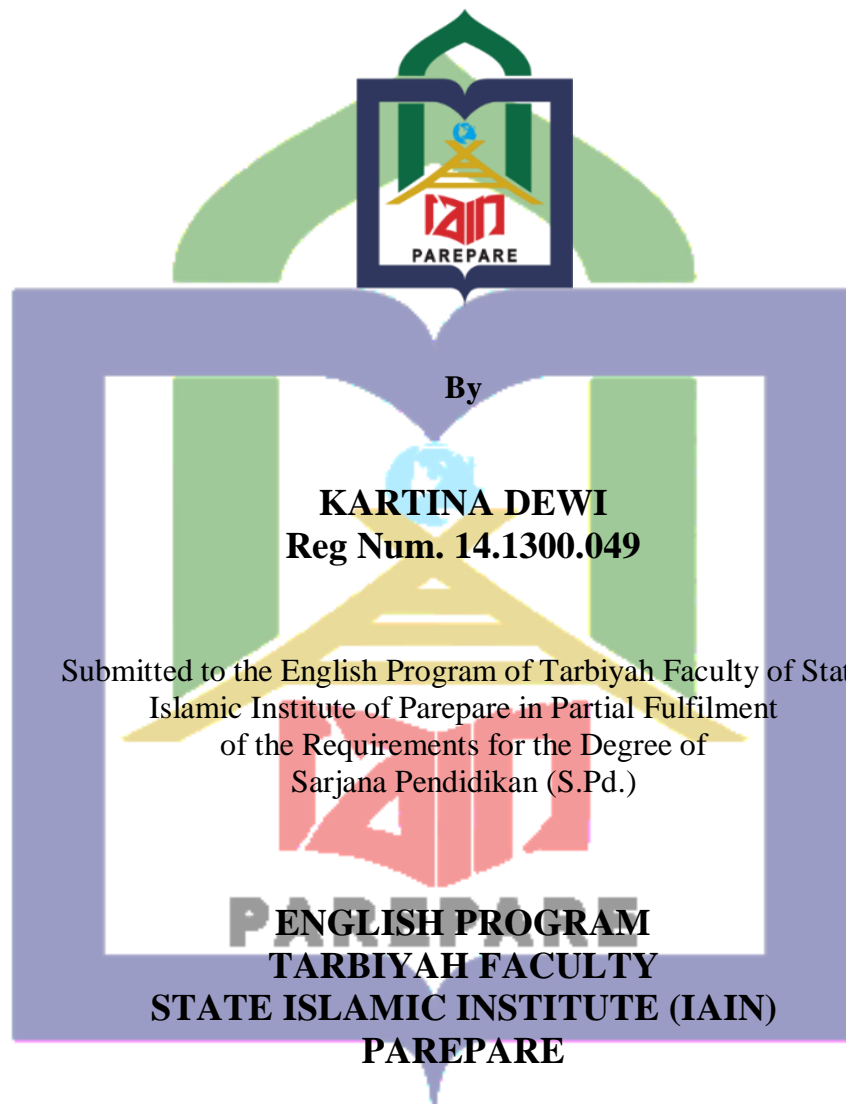 IAIN
PAREPARE
By
KARTINA DEWI
Reg Num. 14.1300.049
Submitted to the English Program of Tarbiyah Faculty of Stat
Islamic Institute of Parepare in Partial Fulfilment
of the Requirements for the Degree of
Sarjana Pendidikan (S.Pd.)
IAIN
PAREPARE
ENGLISH PROGRAM
TARBIYAH FACULTY
STATE ISLAMIC INSTITUTE (IAIN)
PAREPARE